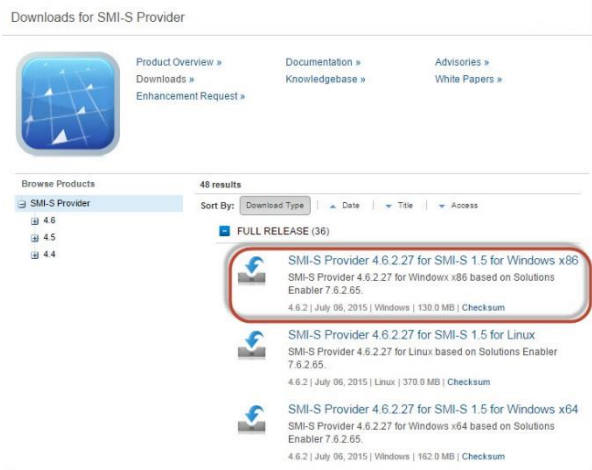 Downloads for SMI-S Provider
Product Overview »
Documentation »
Advisories »
Downloads »
Knowledgebase »
White Papers »
Enhancement Request »
Browse Products
SMI-S Provider
4.6
4.5
4.4
48 results
Sort By: Download Type | Date | Title | Access
FULL RELEASE (36)
SMI-S Provider 4.6.2.27 for SMI-S 1.5 for Windows x86
SMI-S Provider 4.6.2.27 for Windowx x86 based on Solutions
Enabler 7.6.2.65.
4.6.2 | July 06, 2015 | Windows | 130.0 MB | Checksum
SMI-S Provider 4.6.2.27 for SMI-S 1.5 for Linux
SMI-S Provider 4.6.2.27 for Linux based on Solutions Enabler
7.6.2.65.
4.6.2 | July 06, 2015 | Linux | 370.0 MB | Checksum
SMI-S Provider 4.6.2.27 for SMI-S 1.5 for Windows x64
SMI-S Provider 4.6.2.27 for Windows x64 based on Solutions
Enabler 7.6.2.65.
4.6.2 | July 06, 2015 | Windows | 162.0 MB | Checksum